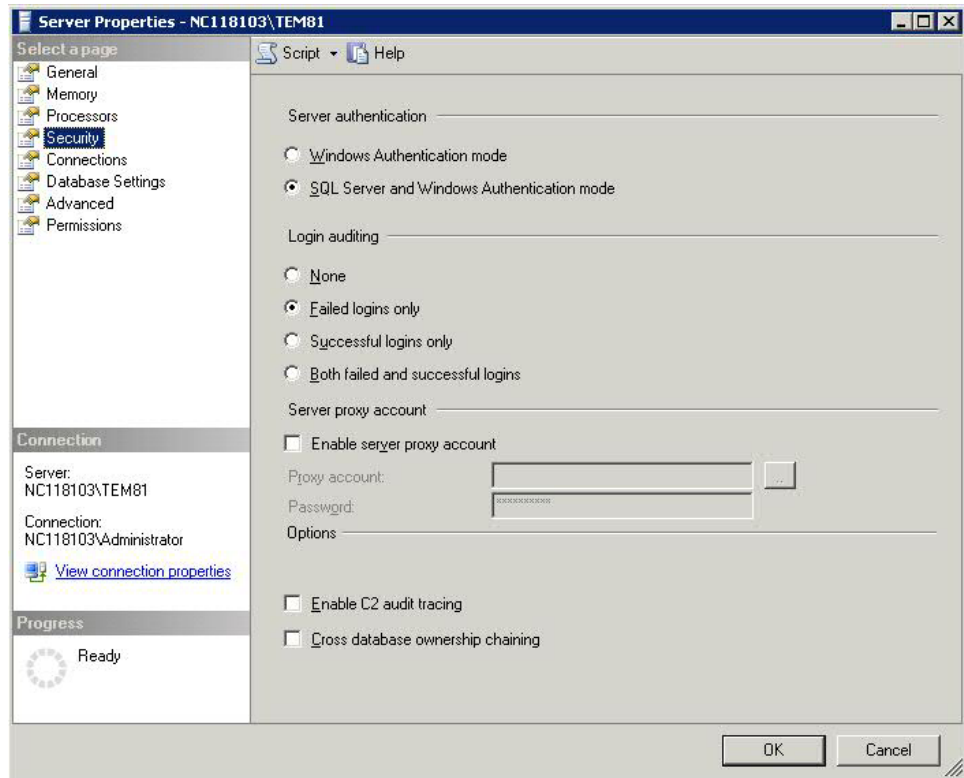 Server Properties - NC118103\TEM81
Select a page
General
Memory
Processors
Security
Connections
Database Settings
Advanced
Permissions
Connection
Server:
NC118103\TEM81
Connection:
NC118103\Administrator
View connection properties
Progress
Ready
Script Help
Server authentication
Windows Authentication mode
SQL Server and Windows Authentication mode
Login auditing
None
Failed logins only
Successful logins only
Both failed and successful logins
Server proxy account
Enable server proxy account
Proxy account:
...
Password:
**********
Options
Enable C2 audit tracing
Cross database ownership chaining
OK
Cancel